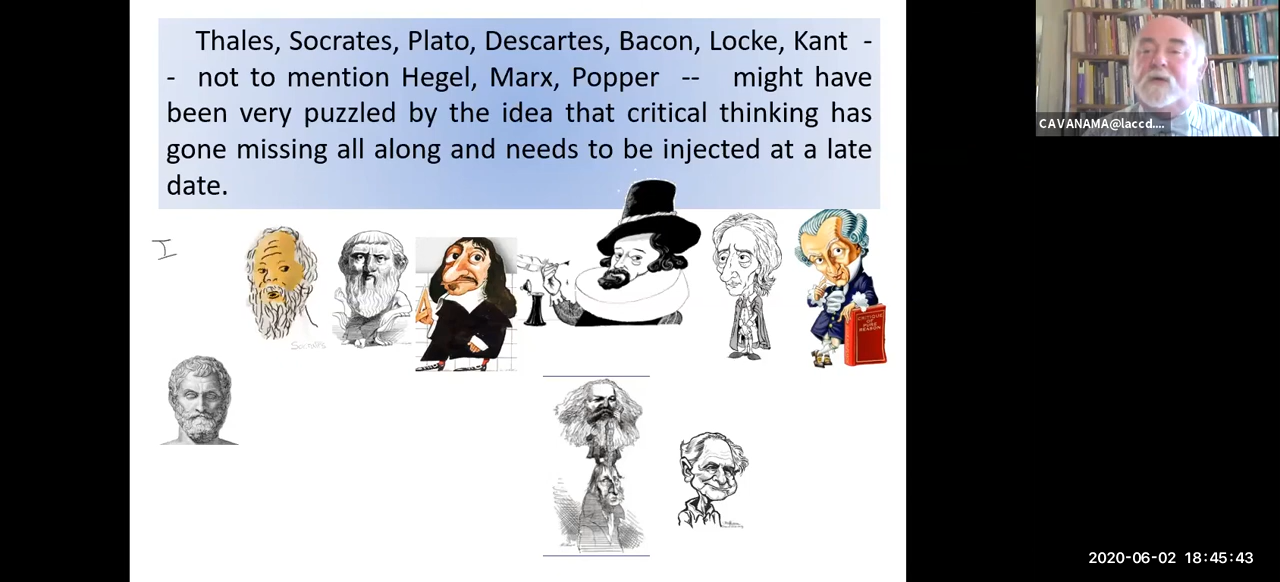 Thales, Socrates, Plato, Descartes, Bacon, Locke, Kant -
- not to mention Hegel, Marx, Popper -- might have
been very puzzled by the idea that critical thinking has
gone missing all along and needs to be injected at a late
date.
CAVANAMA@laccd....
I
Socrates
CRITIQUE
OF
PURE
REASON
2020-06-02 18:45:43